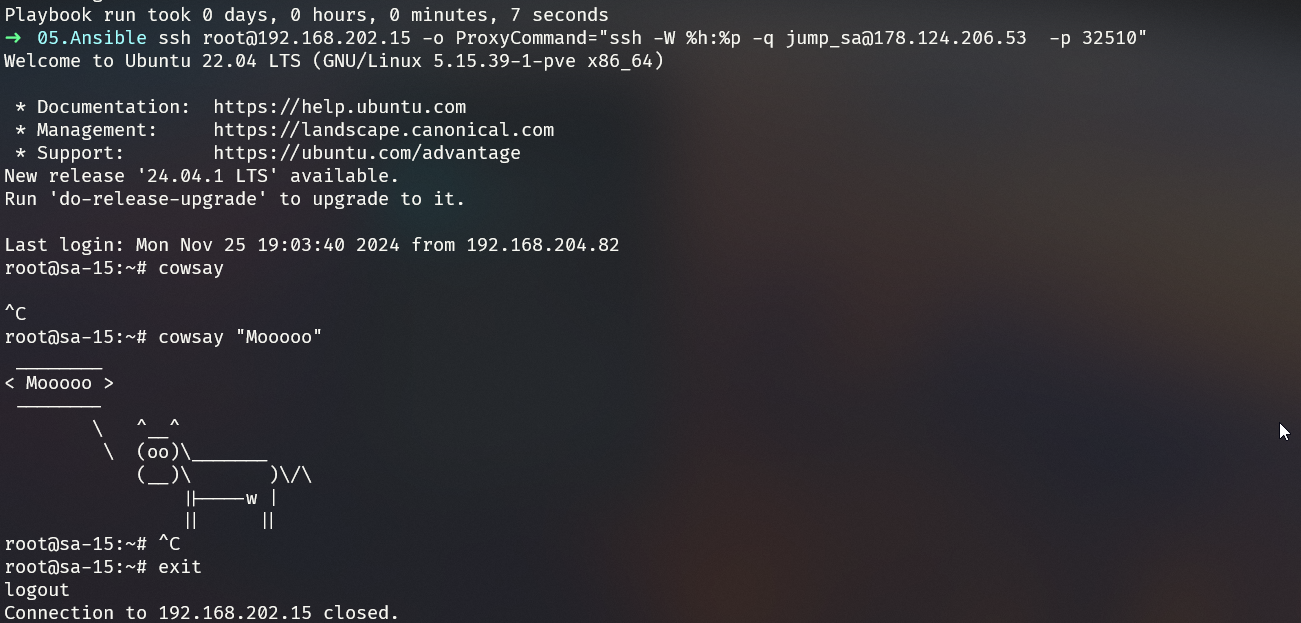 Playbook run took 0 days, 0 hours, 0 minutes, 7 seconds
→ 05.Ansible ssh root@192.168.202.15 -o ProxyCommand="ssh -W %h:%p -q jump_sa@178.124.206.53  -p 32510"
Welcome to Ubuntu 22.04 LTS (GNU/Linux 5.15.39-1-pve x86_64)

 * Documentation:  https://help.ubuntu.com
 * Management:     https://landscape.canonical.com
 * Support:        https://ubuntu.com/advantage
New release '24.04.1 LTS' available.
Run 'do-release-upgrade' to upgrade to it.

Last login: Mon Nov 25 19:03:40 2024 from 192.168.204.82
root@sa-15:~# cowsay

^C
root@sa-15:~# cowsay "Mooooo"
 ________
< Mooooo >
 --------
        \   ^__^
         \  (oo)\_______
            (__)\       )\/\
                ||----w |
                ||     ||
root@sa-15:~# ^C
root@sa-15:~# exit
logout
Connection to 192.168.202.15 closed.